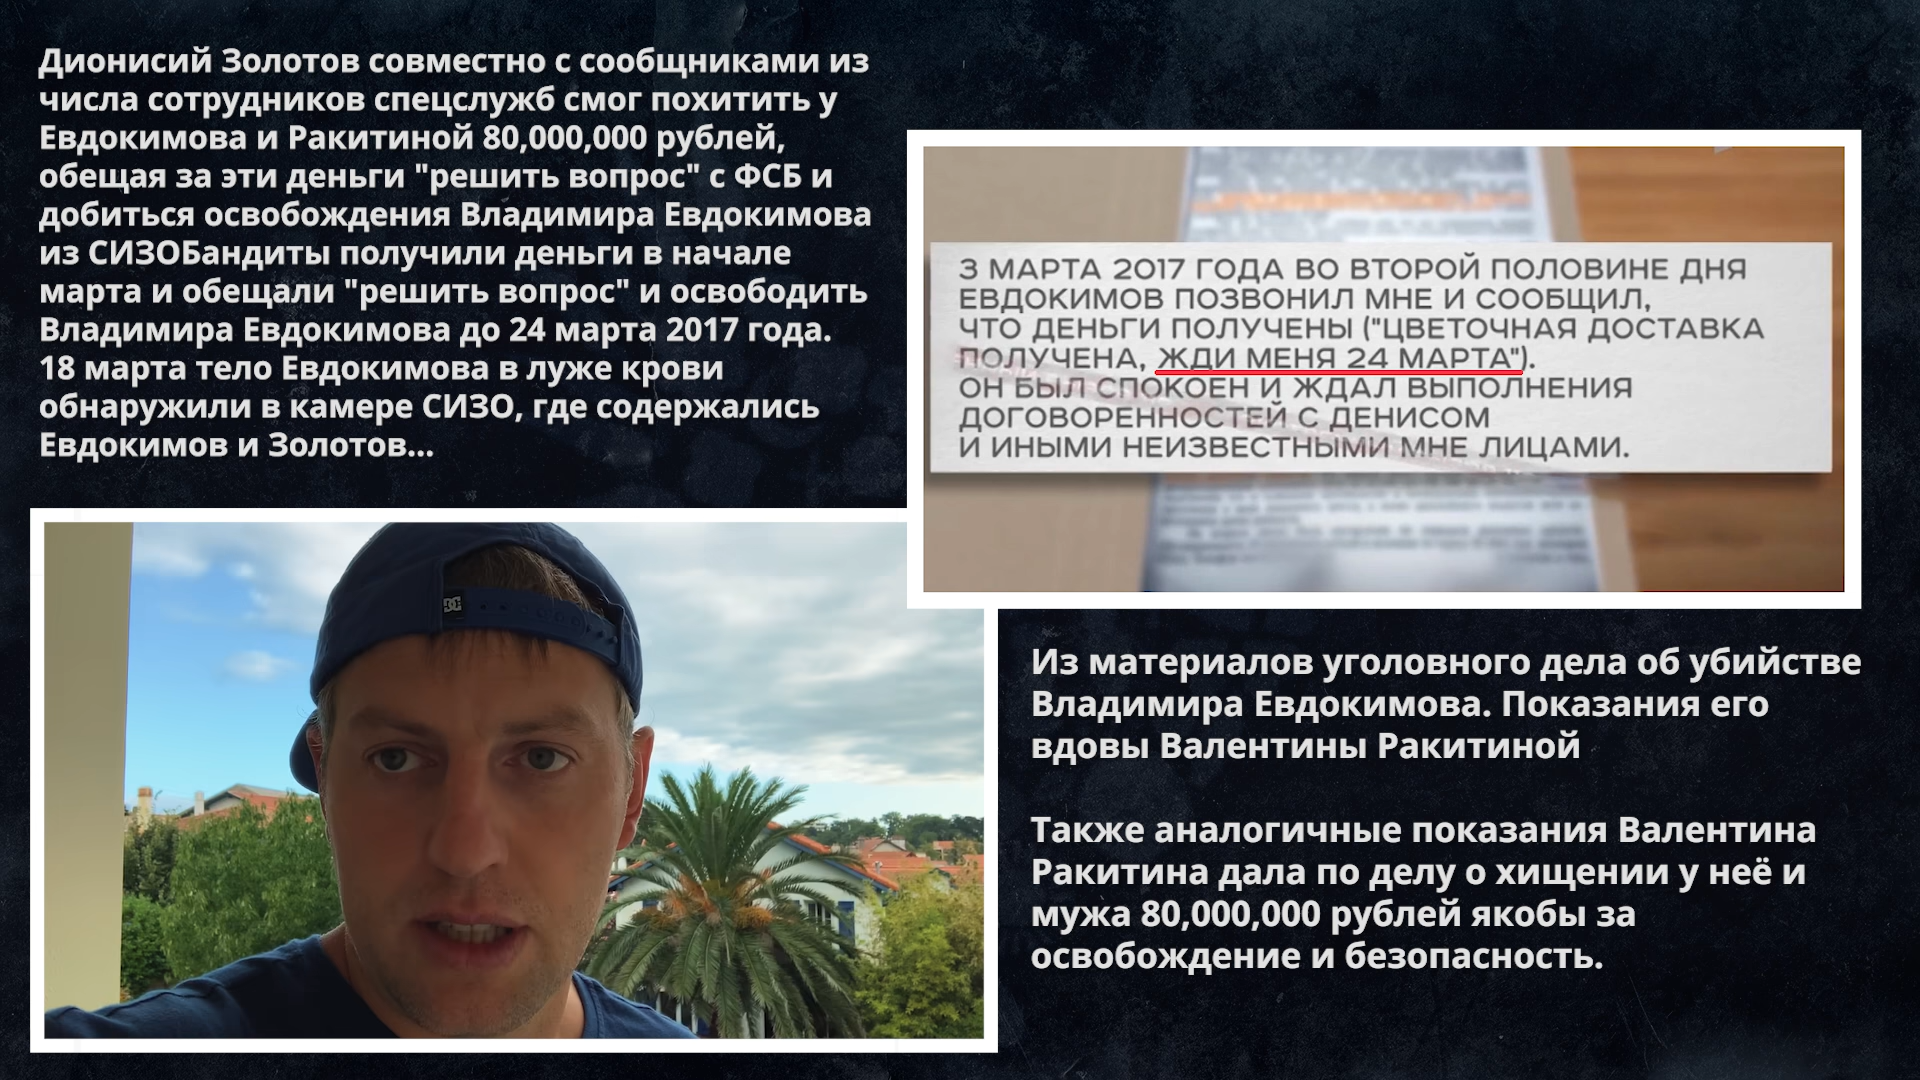 Дионисий Золотов совместно с сообщниками из
числа сотрудников спецслужб смог похитить у
Евдокимова и Ракитиной 80,000,000 рублей,
обещая за эти деньги "решить вопрос" с ФСБ и
добиться освобождения Владимира Евдокимова
из СИЗОБандиты получили деньги в начале
марта и обещали "решить вопрос" и освободить
Владимира Евдокимова до 24 марта 2017 года.
18 марта тело Евдокимова в луже крови
обнаружили в камере СИЗО, где содержались
Евдокимов и Золотов...
3 МАРТА 2017 ГОДА ВО ВТОРОЙ ПОЛОВИНЕ ДНЯ
ЕВДОКИМОВ ПОЗВОНИЛ МНЕ И СООБЩИЛ,
ЧТО ДЕНЬГИ ПОЛУЧЕНЫ ("ЦВЕТОЧНАЯ ДОСТАВКА
ПОЛУЧЕНА, ЖДИ МЕНЯ 24 МАРТА").
ОН БЫЛ СПОКОЕН И ЖДАЛ ВЫПОЛНЕНИЯ
ДОГОВОРЕННОСТЕЙ С ДЕНИСОМ
И ИНЫМИ НЕИЗВЕСТНЫМИ МНЕ ЛИЦАМИ.
DC
Из материалов уголовного дела об убийстве
Владимира Евдокимова. Показания его
вдовы Валентины Ракитиной
Также аналогичные показания Валентина
Ракитина дала по делу о хищении у неё и
мужа 80,000,000 рублей якобы за
освобождение и безопасность.